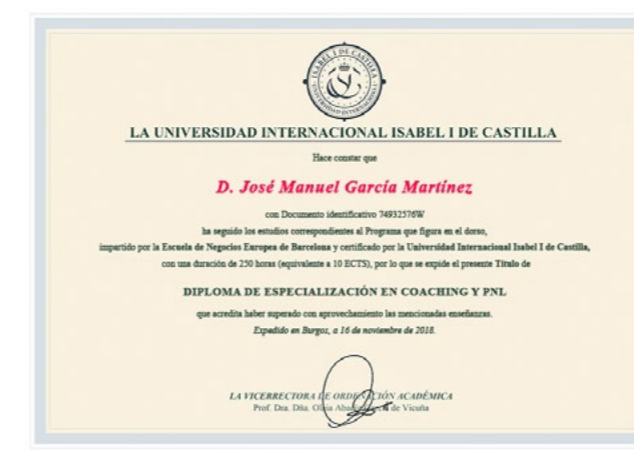 ISABEL I DE CASTILLA
UNIVERSIDAD INTERNACIONAL
LA UNIVERSIDAD INTERNACIONAL ISABEL I DE CASTILLA
Hace constar que
D. José Manuel García Martínez
con Documento identificativo 74932576W
ha seguido los estudios correspondientes al Programa que figura en el dorso,
impartido por la Escuela de Negocios Europea de Barcelona y certificado por la Universidad Internacional Isabel I de Castilla,
con una duración de 250 horas (equivalente a 10 ECTS), por lo que se expide el presente Título de
DIPLOMA DE ESPECIALIZACIÓN EN COACHING Y PNL
que acredita haber superado con aprovechamiento las mencionadas enseñanzas.
Expedido en Burgos, a 16 de noviembre de 2018.
LA VICERRECTORA DE ORDENACIÓN ACADÉMICA
Prof. Dra. Dña. de Vicuña